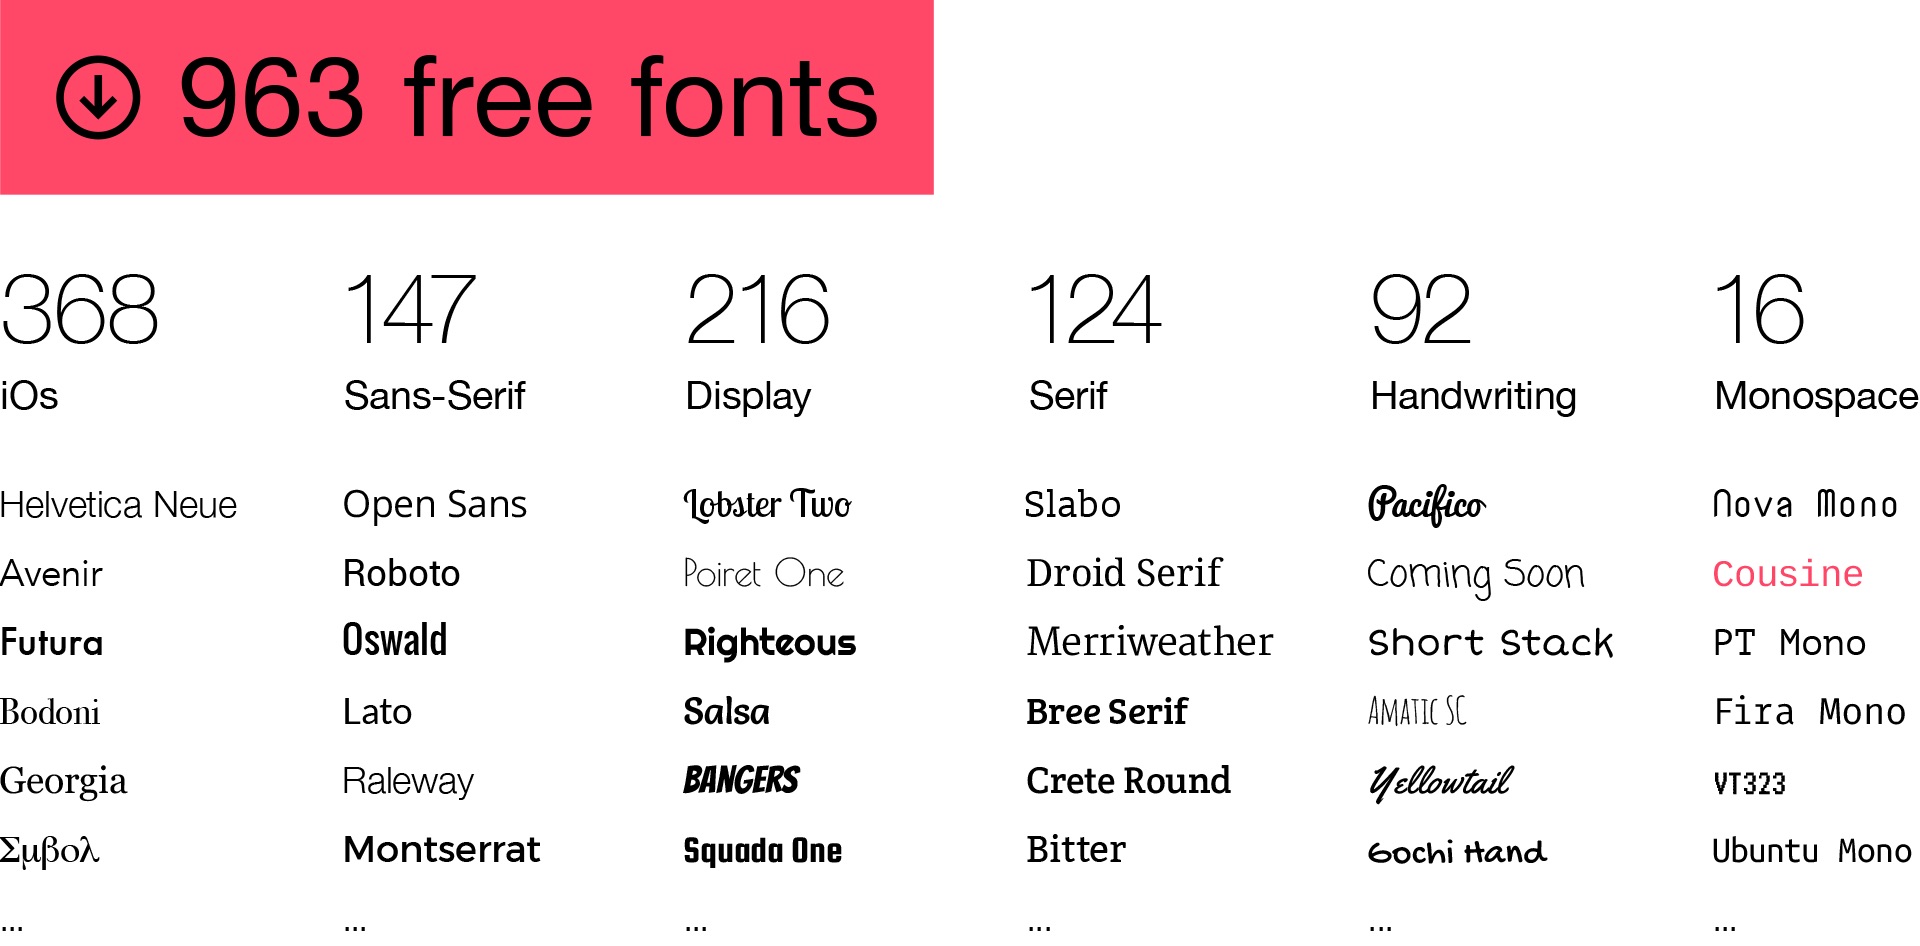 963 free fonts
368 147 216 124 92 16
iOs Sans-Serif Display Serif Handwriting Monospace
Helvetica Neue Open Sans Lobster Two Slabo Pacifico Nova Mono
Avenir Roboto Poiret One Droid Serif Coming Soon Cousine
Futura Oswald Righteous Merriweather Short Stack PT Mono
Bodoni Lato Salsa Bree Serif AMATIC SC Fira Mono
Georgia Raleway BANGERS Crete Round Yellowtail VT323
Σμβολ Montserrat Squada One Bitter Gochi Hand Ubuntu Mono
... ... ... ... ... ...